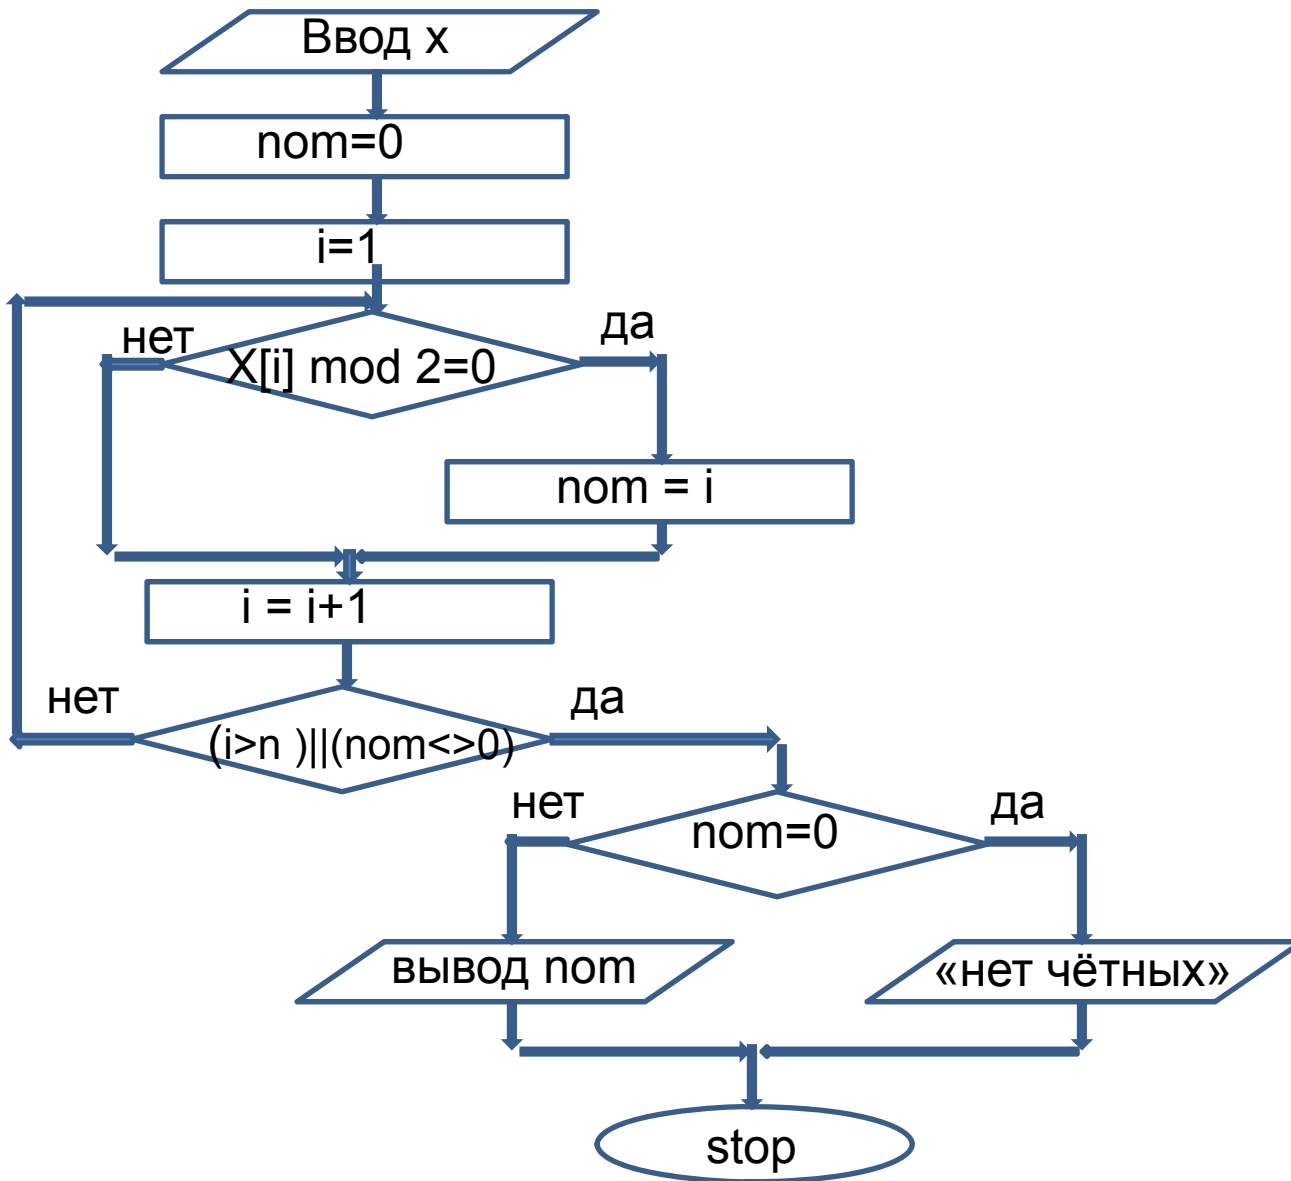 Ввод x
nom=0
i=1
нет
да
X[i] mod 2=0
nom = i
i = i+1
нет
да
(i>n )||(nom<>0)
нет
да
nom=0
вывод nom
«нет чётных»
stop